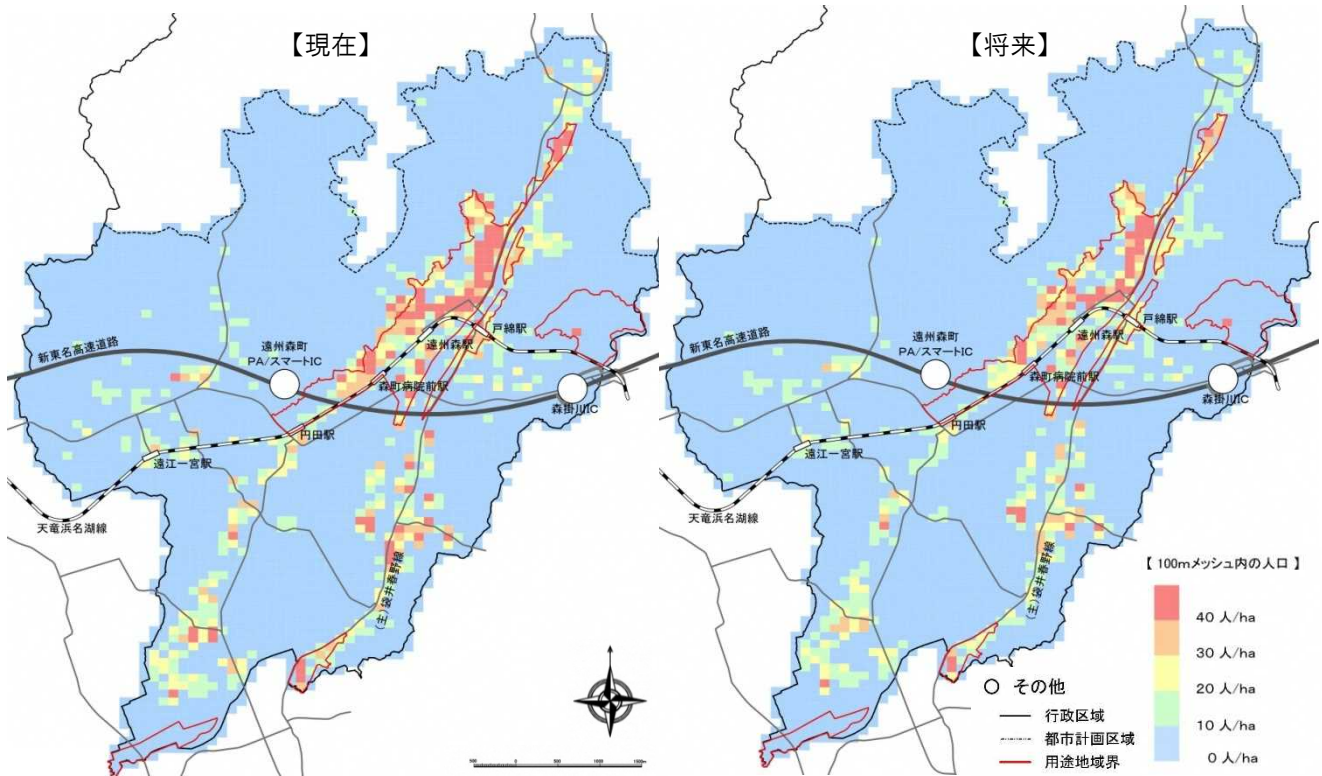 【現在】
新東名高速道路
遠州森町
PA/スマートIC
戸綿駅
遠州森駅
森町病院前駅
森掛川IC
円田駅
遠江一宮駅
天竜浜名湖線
(主)袋井春野線
500 0 500 1000 1500m
【将来】
新東名高速道路
遠州森町
PA/スマートIC
戸綿駅
遠州森駅
森町病院前駅
森掛川IC
円田駅
遠江一宮駅
天竜浜名湖線
(主)袋井春野線
【 100mメッシュ内の人口 】
40 人/ha
30 人/ha
20 人/ha
10 人/ha
0 人/ha
その他
行政区域
都市計画区域
用途地域界